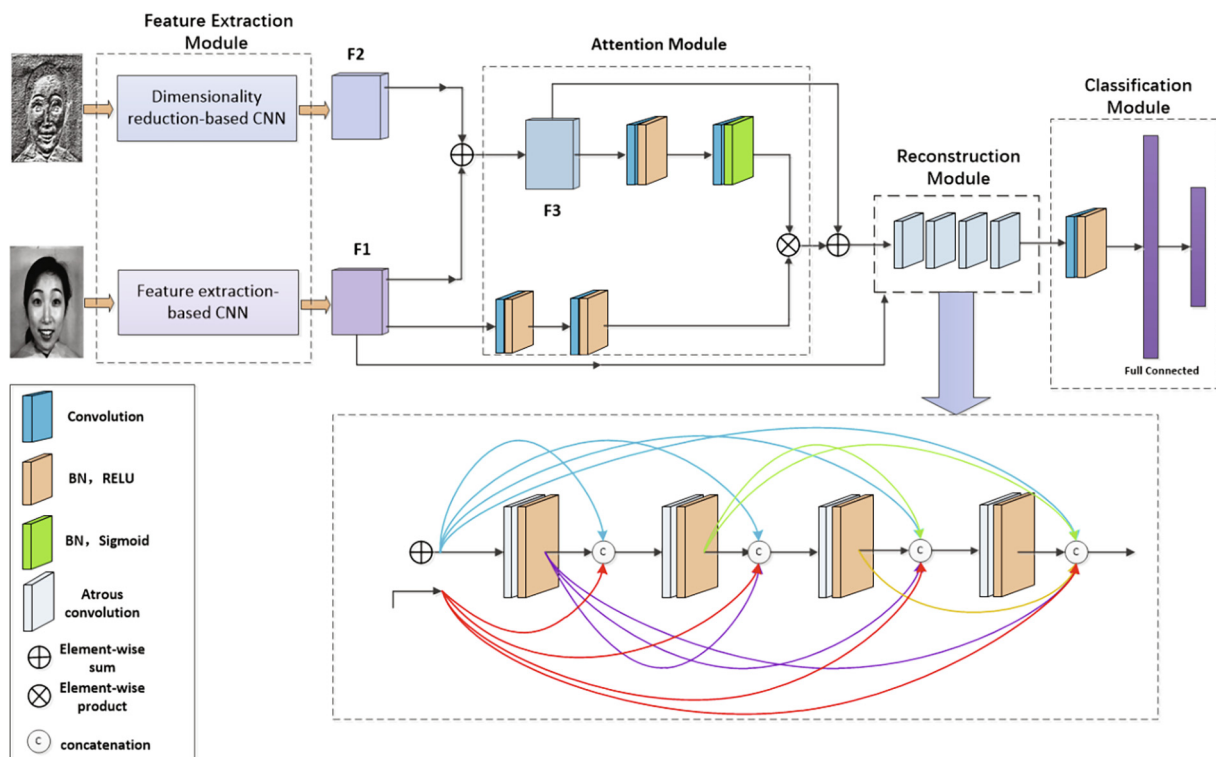 Feature Extraction
Module
F2
Attention Module
Dimensionality
reduction-based CNN
Classification
Module
Reconstruction
Module
F3
F1
Feature extraction-
based CNN
Full Connected
Convolution
BN，RELU
BN，Sigmoid
Atrous
convolution
Element-wise
sum
Element-wise
product
C
concatenation
C
C
C
C